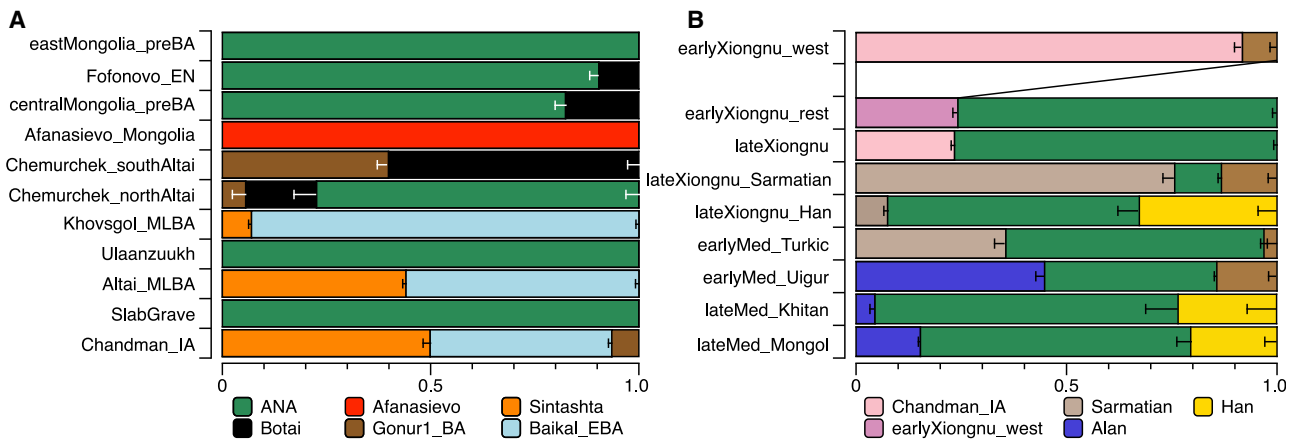 A
eastMongolia_preBA
Fofonovo_EN
centralMongolia_preBA
Afanasievo_Mongolia
Chemurchek_southAltai
Chemurchek_northAltai
Khovsgol_MLBA
Ulaanzuukh
Altai_MLBA
SlabGrave
Chandman_IA
0 0.5 1.0
ANA Afanasievo Sintashta
Botai Gonur1_BA Baikal_EBA
B
earlyXiongnu_west
earlyXiongnu_rest
lateXiongnu
lateXiongnu_Sarmatian
lateXiongnu_Han
earlyMed_Turkic
earlyMed_Uigur
lateMed_Khitan
lateMed_Mongol
0 0.5 1.0
Chandman_IA Sarmatian Han
earlyXiongnu_west Alan